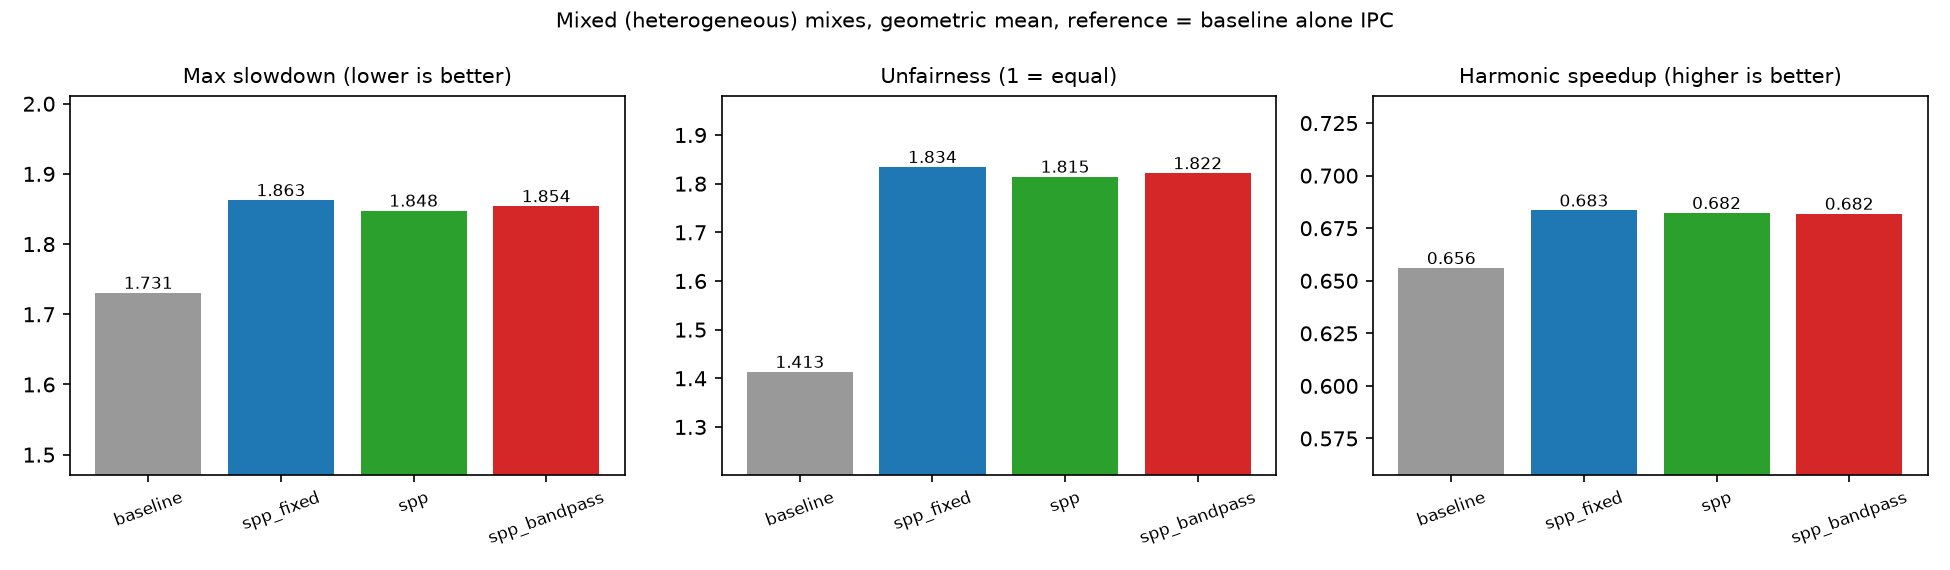 Mixed (heterogeneous) mixes, geometric mean, reference = baseline alone IPC
Max slowdown (lower is better)
2.0
1.9
1.8
1.7
1.6
1.5
1.731
1.863
1.848
1.854
baseline
spp_fixed
spp
spp_bandpass
Unfairness (1 = equal)
1.9
1.8
1.7
1.6
1.5
1.4
1.3
1.413
1.834
1.815
1.822
baseline
spp_fixed
spp
spp_bandpass
Harmonic speedup (higher is better)
0.725
0.700
0.675
0.650
0.625
0.600
0.575
0.656
0.683
0.682
0.682
baseline
spp_fixed
spp
spp_bandpass